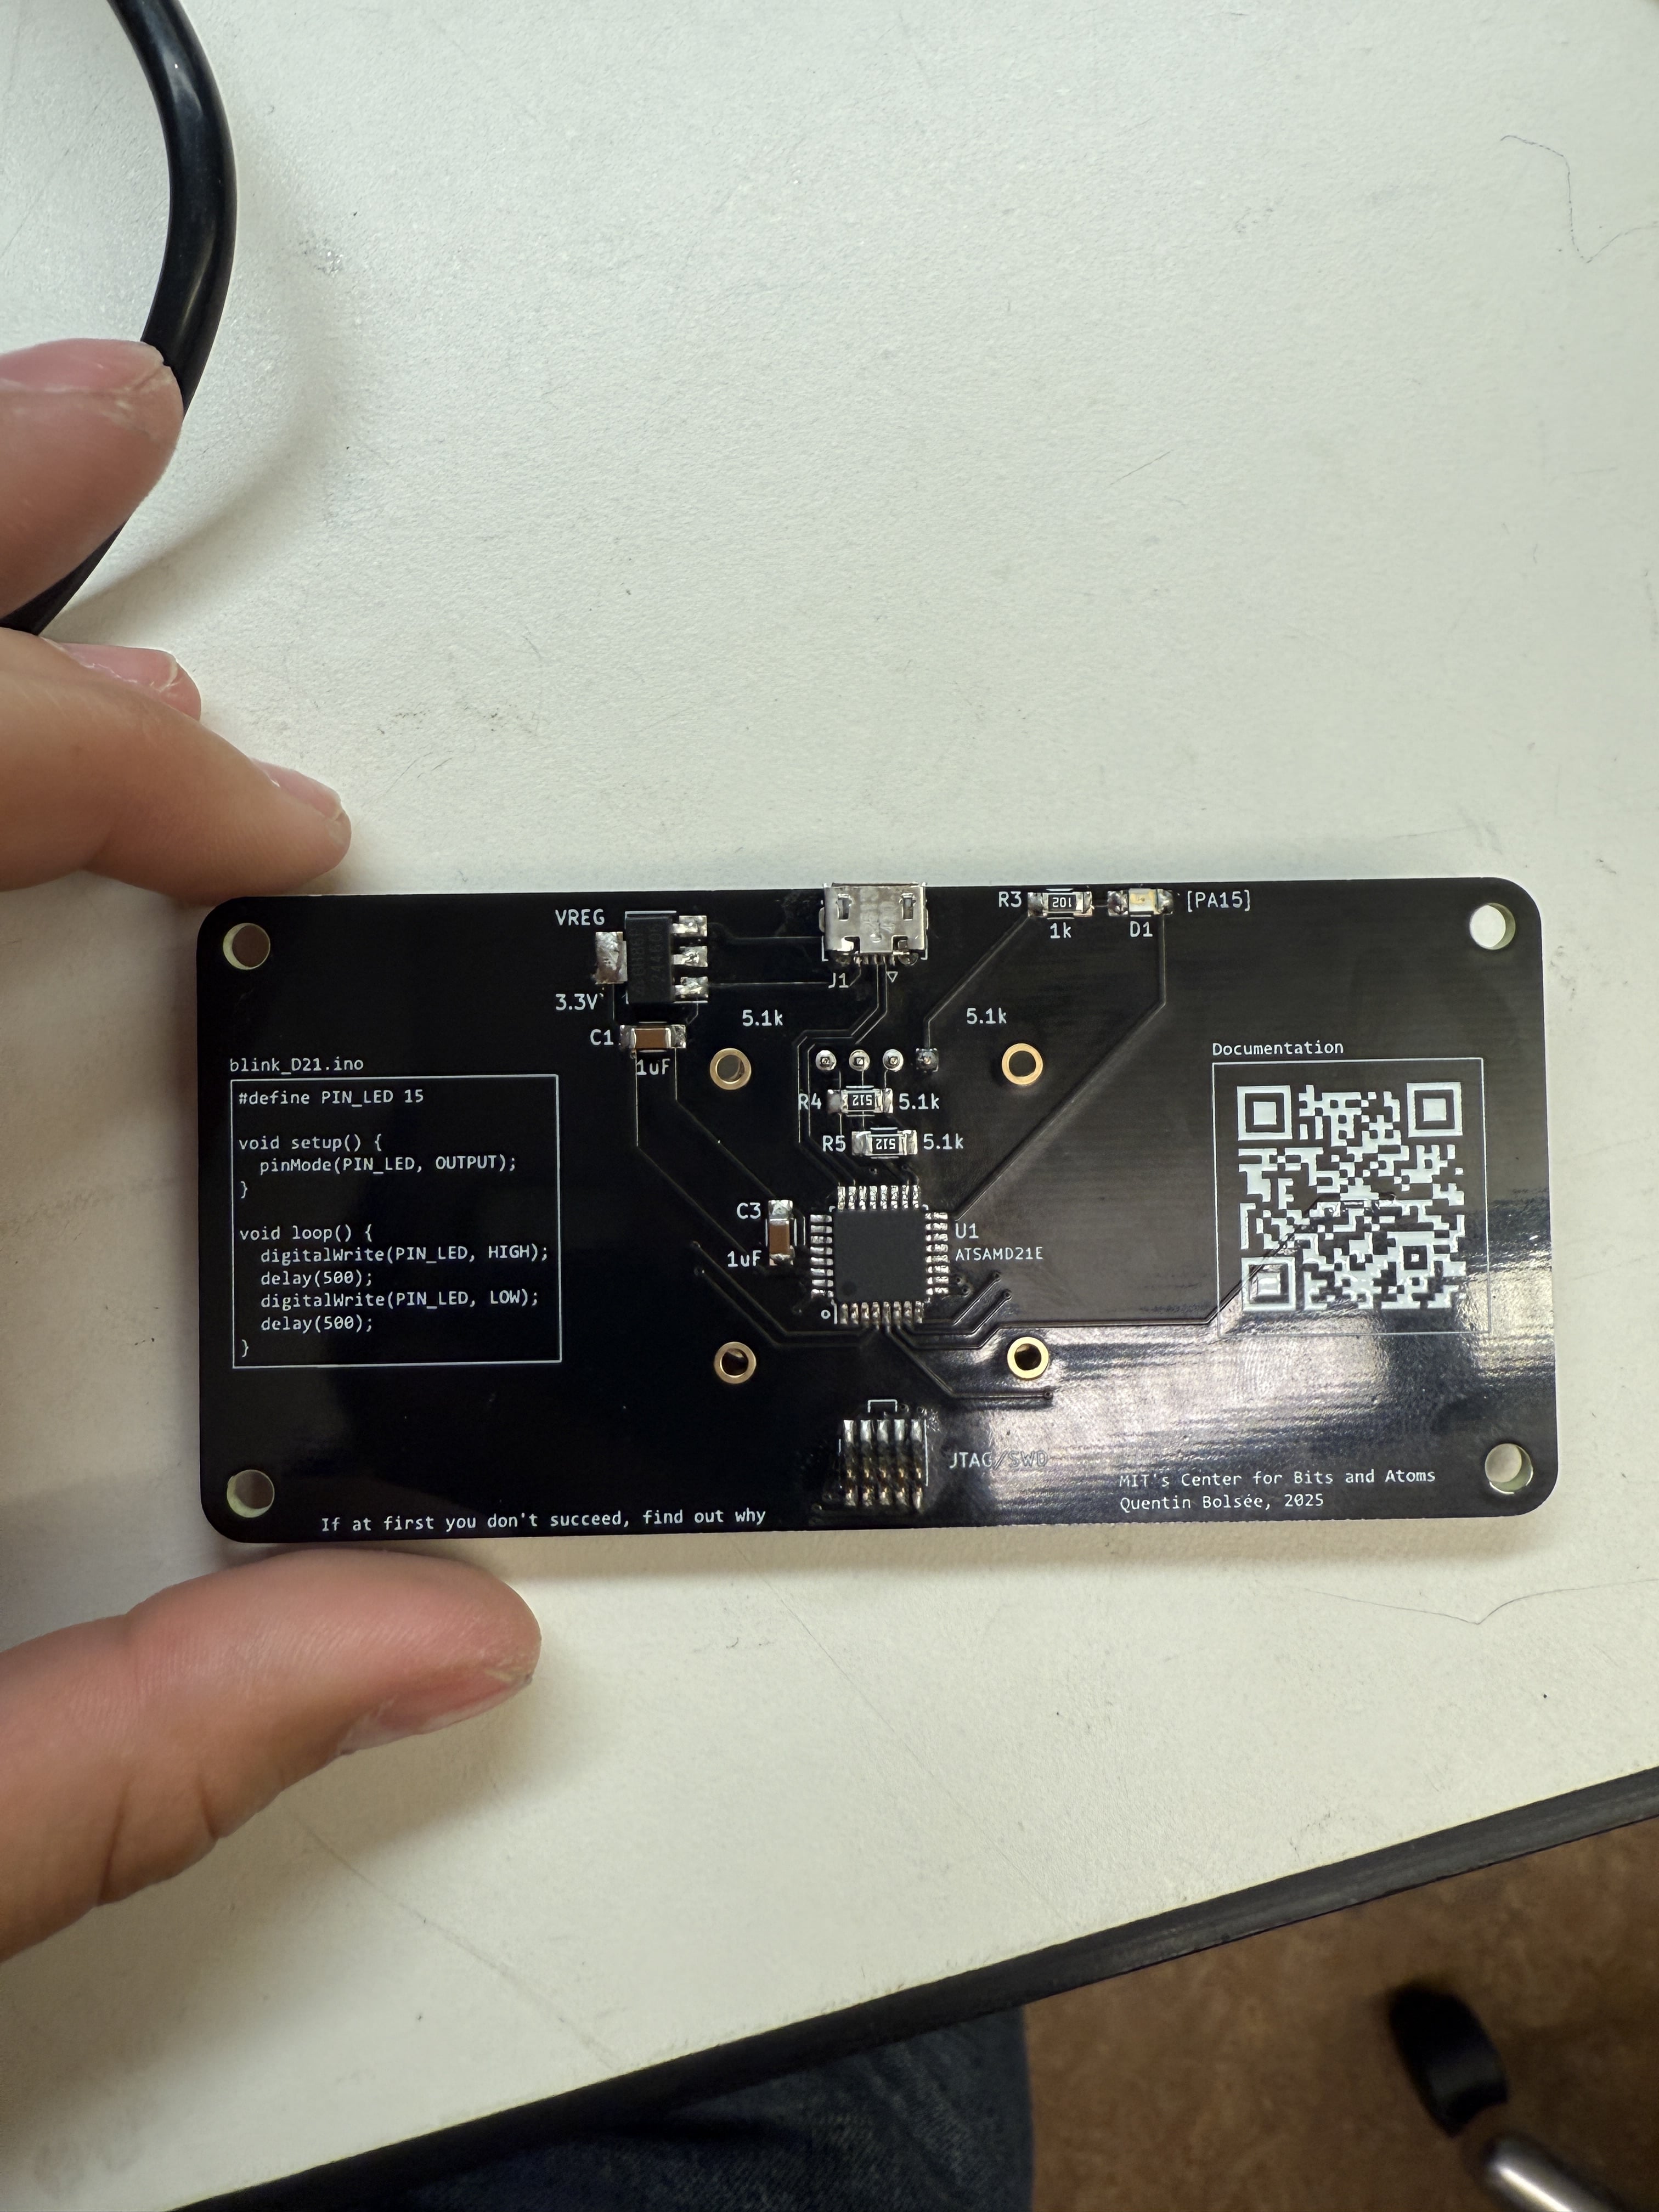 VREG
3.3V
C1
1uF
J1
R3
102
1k
D1
[PA15]
5.1k
5.1k
R4
512
5.1k
R5
512
5.1k
C3
1uF
U1
ATSAMD21E
blink_D21.ino
#define PIN_LED 15
void setup() {
pinMode(PIN_LED, OUTPUT);
}
void loop() {
digitalWrite(PIN_LED, HIGH);
delay(500);
digitalWrite(PIN_LED, LOW);
delay(500);
}
Documentation
JTAG/SWD
MIT's Center for Bits and Atoms
Quentin Bolsée, 2025
If at first you don't succeed, find out why